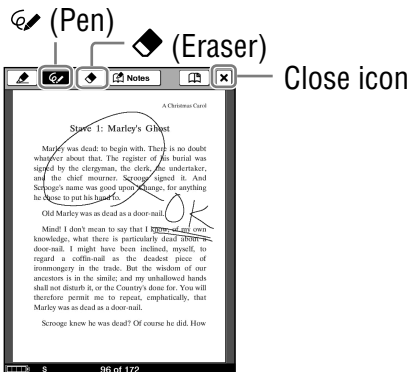 (Pen)
(Eraser)
Close icon
Notes
A Christmas Carol
Stave 1: Marley's Ghost
Marley was dead: to begin with. There is no doubt
whatever about that. The register of his burial was
signed by the clergyman, the clerk, the undertaker,
and the chief mourner. Scrooge signed it. And
Scrooge's name was good upon 'Change, for anything
he chose to put his hand to.
OK
Old Marley was as dead as a door-nail.
Mind! I don't mean to say that I know, of my own
knowledge, what there is particularly dead about a
door-nail. I might have been inclined, myself, to
regard a coffin-nail as the deadest piece of
ironmongery in the trade. But the wisdom of our
ancestors is in the simile; and my unhallowed hands
shall not disturb it, or the Country's done for. You will
therefore permit me to repeat, emphatically, that
Marley was as dead as a door-nail.
Scrooge knew he was dead? Of course he did. How
S 96 of 172